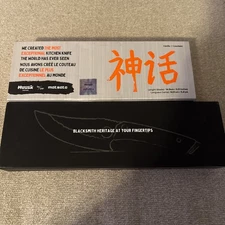 WE CREATED THE MOST
EXCEPTIONAL KITCHEN KNIFE
THE WORLD HAS EVER SEEN
NOUS AVONS CRÉÉ LE COUTEAU
DE CUISINE LE PLUS
EXCEPTIONNEL AU MONDE
神话
BLACKSMITH HERITAGE AT YOUR FINGERTIPS